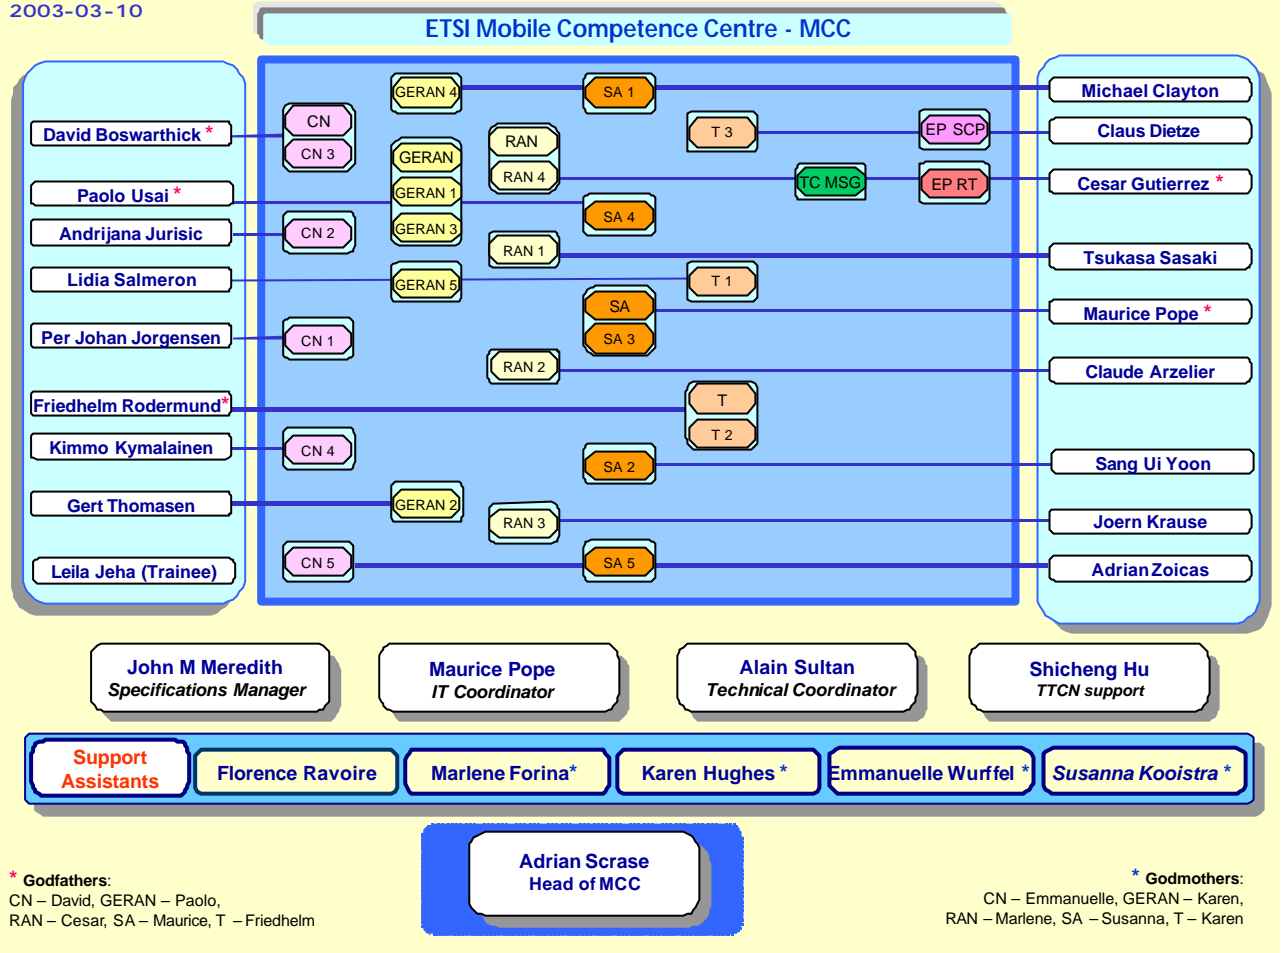 2003-03-10
ETSI Mobile Competence Centre - MCC
GERAN 4
SA 1
Michael Clayton
David Boswarthick *
CN
CN 3
RAN
T 3
EP SCP
Claus Dietze
GERAN
RAN 4
TC MSG
EP RT
Cesar Gutierrez *
Paolo Usai *
GERAN 1
SA 4
Andrijana Jurisic
CN 2
GERAN 3
RAN 1
Tsukasa Sasaki
Lidia Salmeron
GERAN 5
T 1
SA
Maurice Pope *
Per Johan Jorgensen
CN 1
SA 3
RAN 2
Claude Arzelier
Friedhelm Rodermund*
T
T 2
Kimmo Kymalainen
CN 4
SA 2
Sang Ui Yoon
Gert Thomasen
GERAN 2
RAN 3
Joern Krause
Leila Jeha (Trainee)
CN 5
SA 5
Adrian Zoicas
John M Meredith
Specifications Manager
Maurice Pope
IT Coordinator
Alain Sultan
Technical Coordinator
Shicheng Hu
TTCN support
Support
Assistants
Florence Ravoire
Marlene Forina*
Karen Hughes *
Emmanuelle Wurffel *
Susanna Kooistra *
Adrian Scrase
Head of MCC
* Godfathers:
CN – David, GERAN – Paolo,
RAN – Cesar, SA – Maurice, T – Friedhelm
* Godmothers:
CN – Emmanuelle, GERAN – Karen,
RAN – Marlene, SA – Susanna, T – Karen